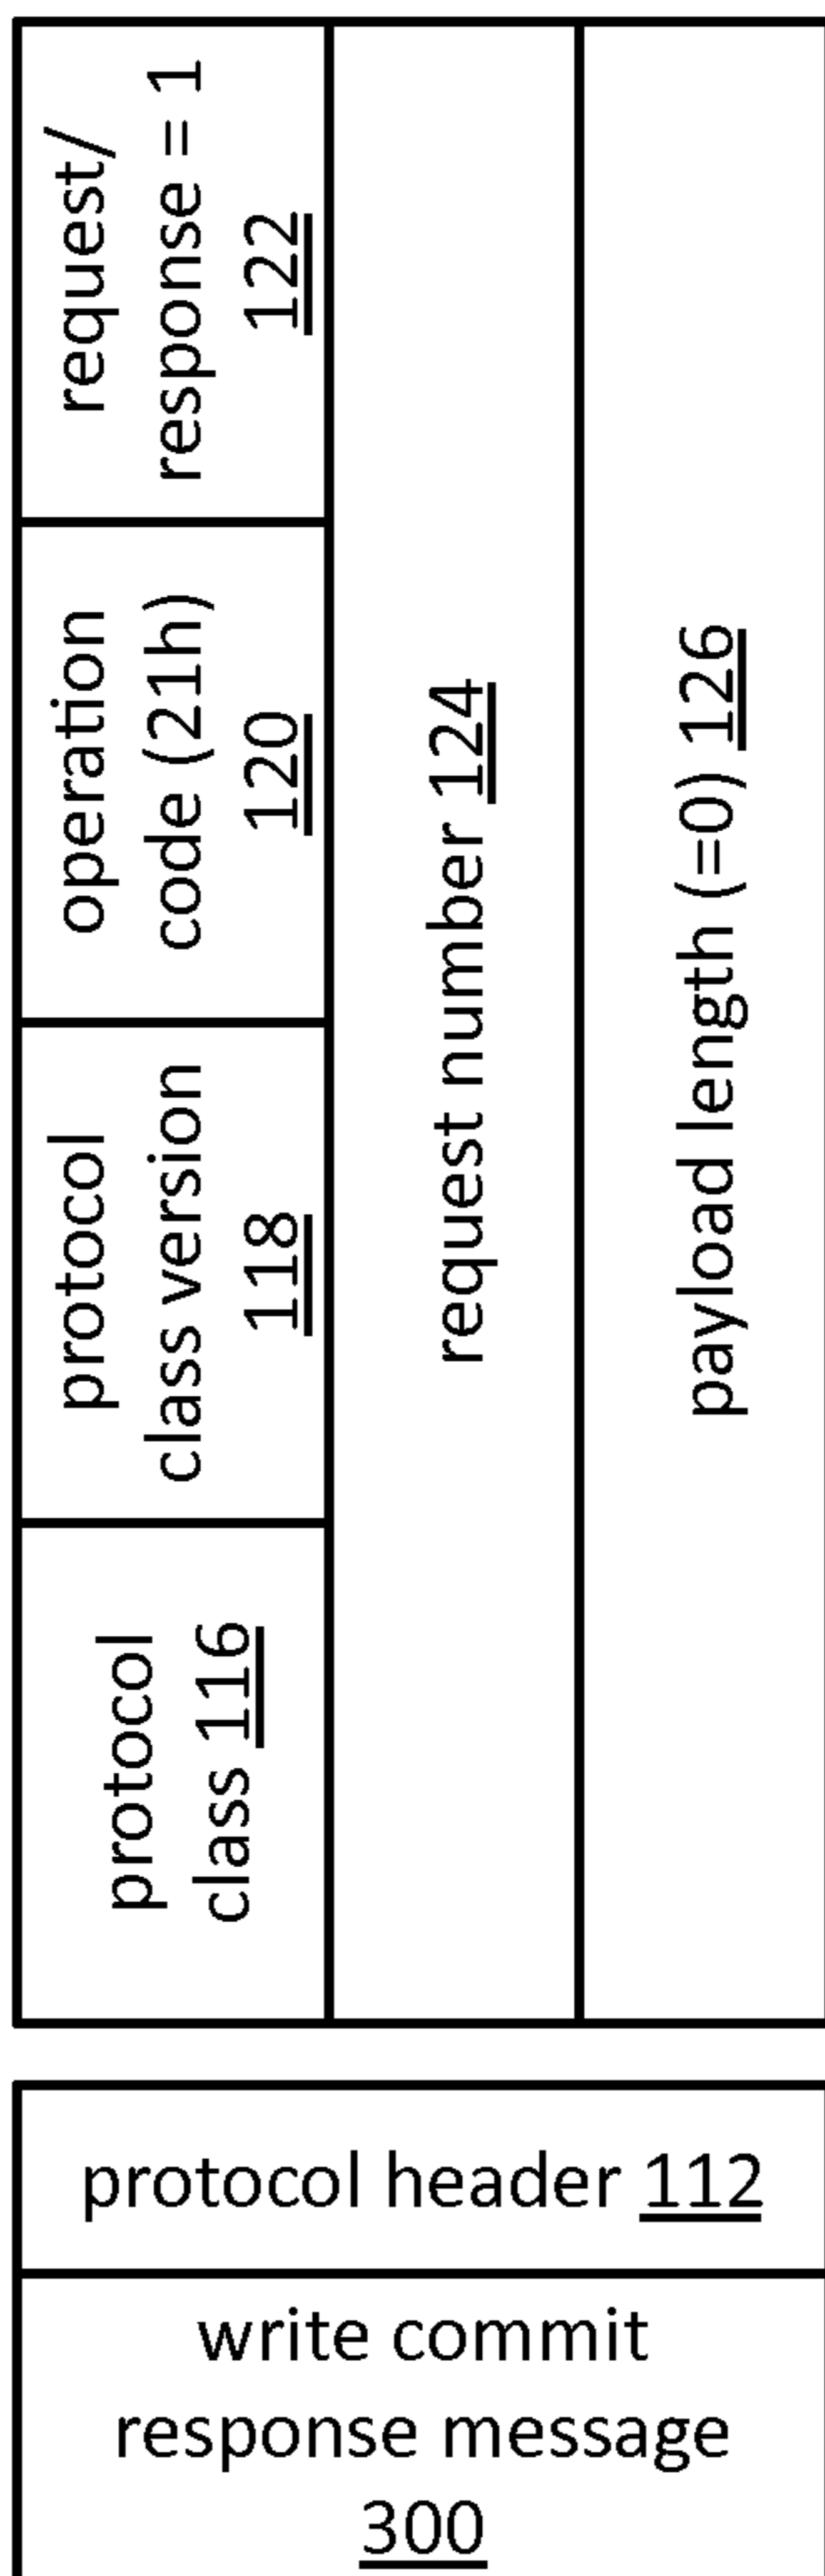 protocol
class 116
protocol
class version
118
operation
code (21h)
120
request/
response = 1
122
request number 124
payload length (=0) 126
protocol header 112
write commit
response message
300